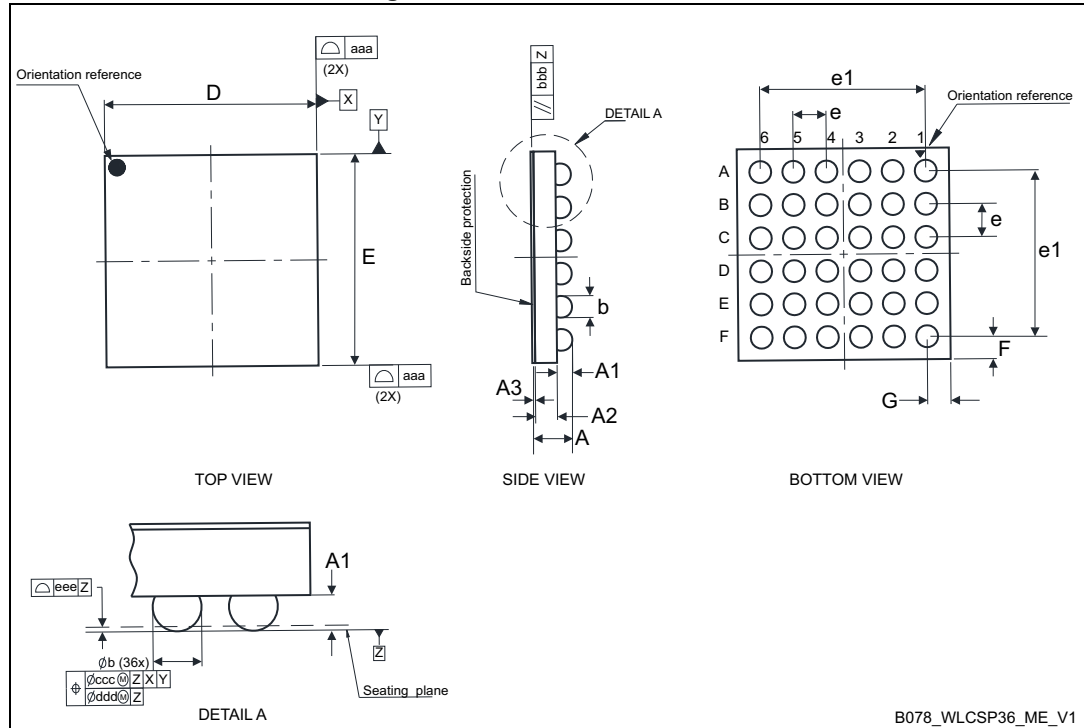 aaa
(2X)
Orientation reference
D
X
Y
E
aaa
(2X)
TOP VIEW
bbb Z
DETAIL A
Backside protection
b
A1
A3
A2
A
SIDE VIEW
e1
Orientation reference
e
6 5 4 3 2 1
A
B
C
D
E
F
e
e1
F
G
BOTTOM VIEW
A1
eee Z
Z
Øb (36x)
Øccc Ⓜ Z X Y
Øddd Ⓜ Z
Seating plane
DETAIL A
B078_WLCSP36_ME_V1